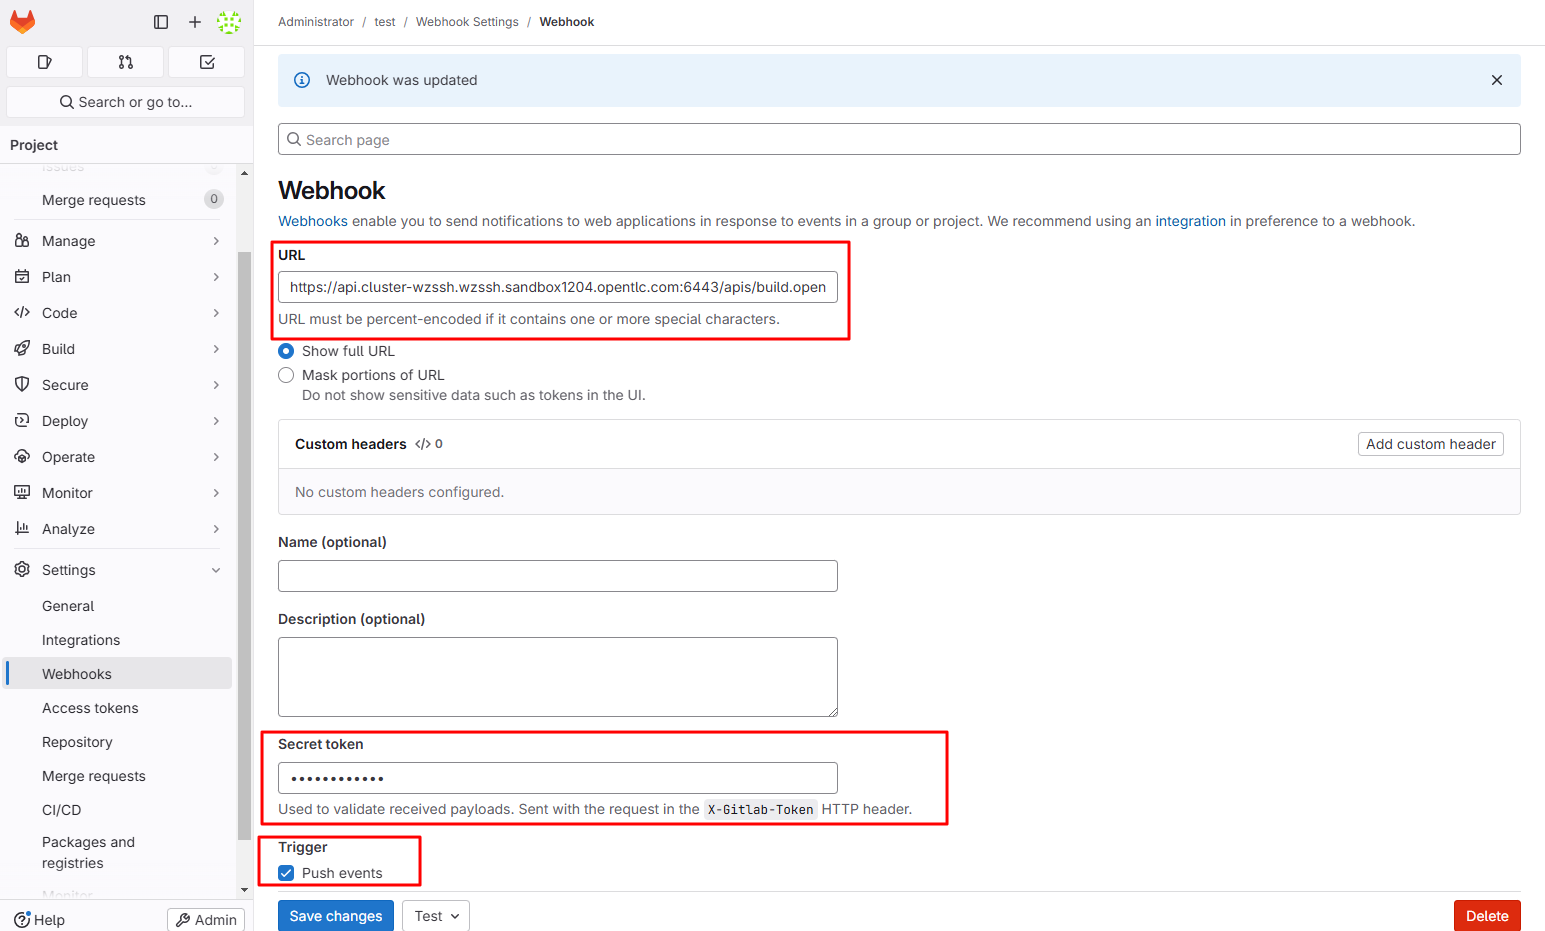 Administrator / test / Webhook Settings / Webhook
Search or go to...
Project
Issues
Merge requests 0
Manage
Plan
Code
Build
Secure
Deploy
Operate
Monitor
Analyze
Settings
General
Integrations
Webhooks
Access tokens
Repository
Merge requests
CI/CD
Packages and
registries
Monitor
Help
Admin
Webhook was updated
Search page
Webhook
Webhooks enable you to send notifications to web applications in response to events in a group or project. We recommend using an integration in preference to a webhook.
URL
https://api.cluster-wzssh.wzssh.sandbox1204.opentlc.com:6443/apis/build.open
URL must be percent-encoded if it contains one or more special characters.
Show full URL
Mask portions of URL
Do not show sensitive data such as tokens in the UI.
Custom headers </> 0
Add custom header
No custom headers configured.
Name (optional)
Description (optional)
Secret token
••••••••••••
Used to validate received payloads. Sent with the request in the X-Gitlab-Token HTTP header.
Trigger
Push events
Save changes
Test
Delete